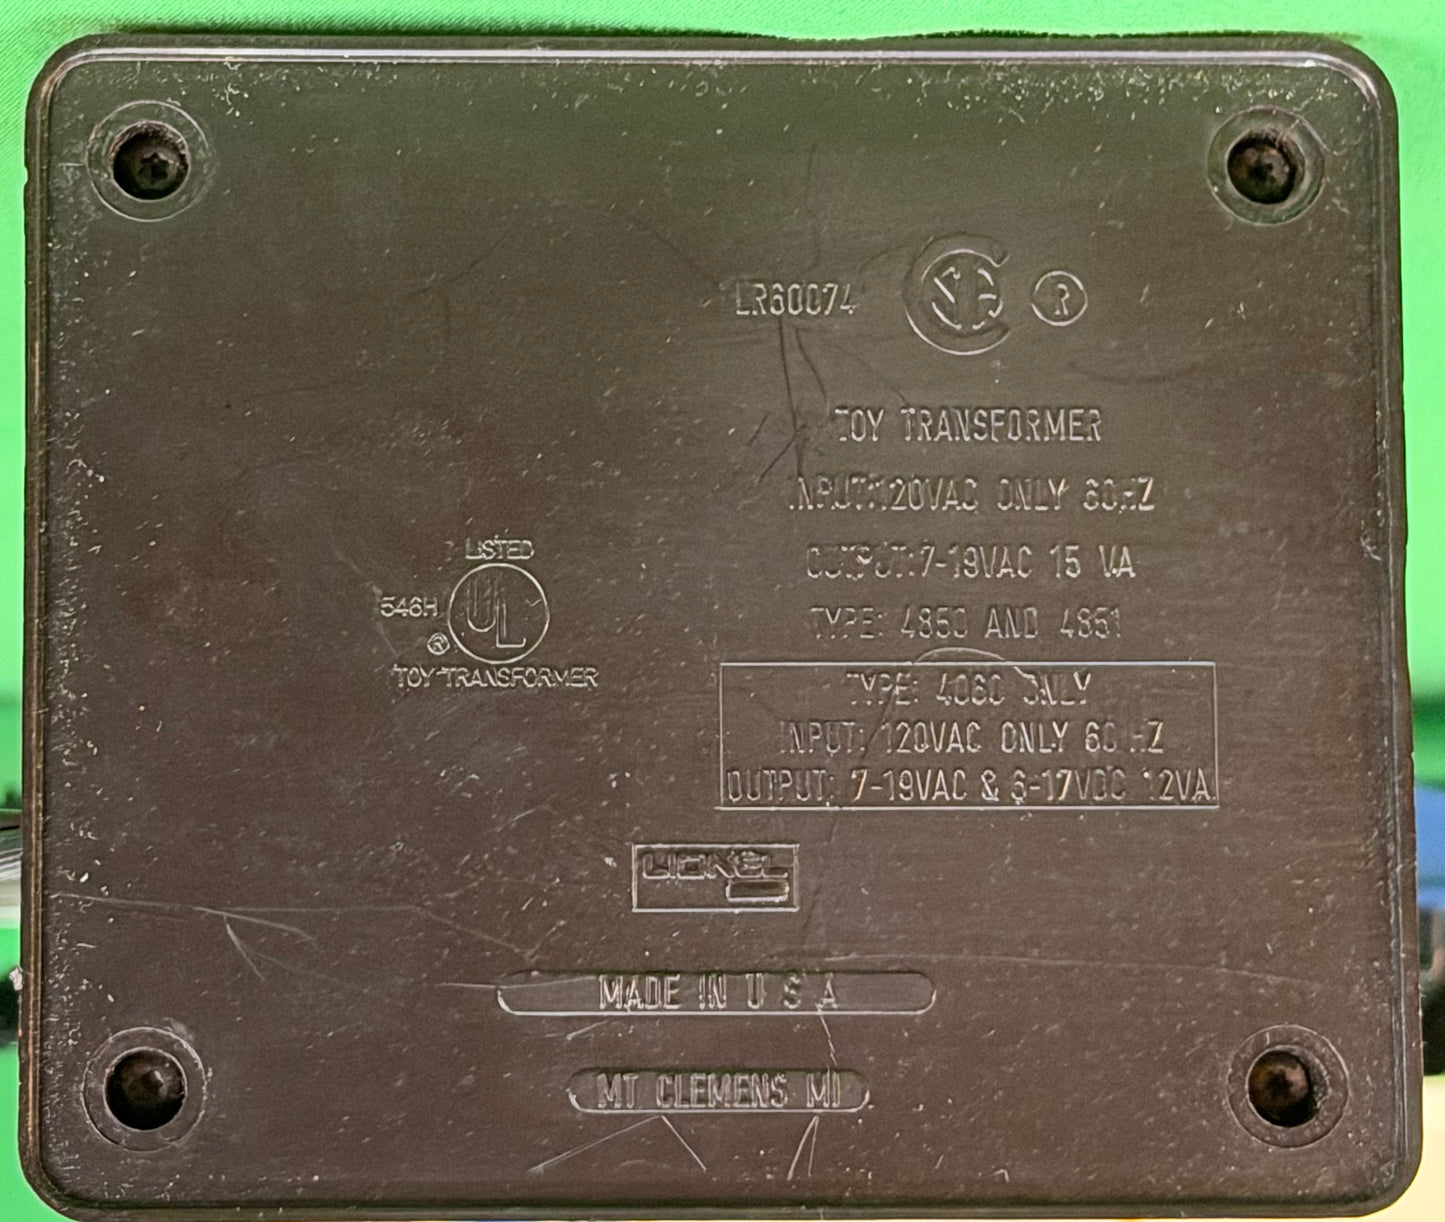 LR60074 SA ®
TOY TRANSFORMER
INPUT:120VAC ONLY 60HZ
OUTPUT:7-19VAC 15 VA
TYPE: 4850 AND 4851
LISTED
546H UL
®
TOY TRANSFORMER
TYPE: 4060 ONLY
INPUT: 120VAC ONLY 60 HZ
OUTPUT: 7-19VAC & 6-17VDC 12VA
LIONEL
MADE IN U S A
MT CLEMENS MI